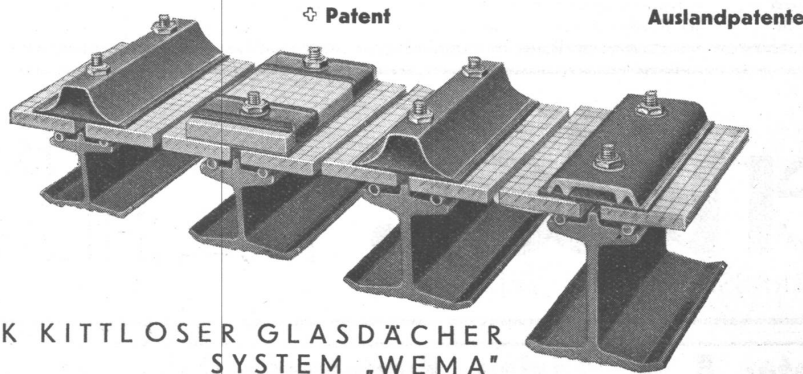 ✢ Patent Auslandpatente
K KITTLOSER GLASDÄCHER
SYSTEM „WEMA"